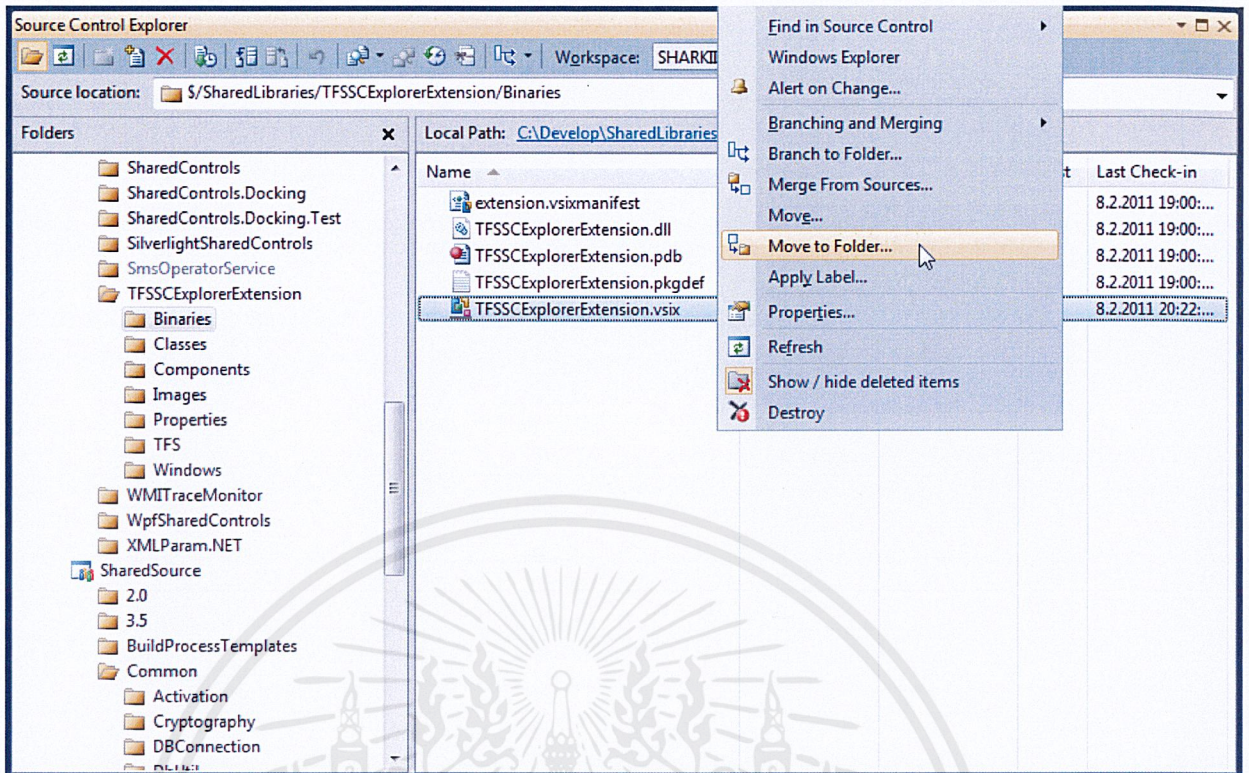 Source Control Explorer
Workspace:
Source location: $/SharedLibraries/TFSSCExplorerExtension/Binaries
Folders
Local Path: C:\Develop\SharedLibraries
SharedControls
SharedControls.Docking
SharedControls.Docking.Test
SilverlightSharedControls
SmsOperatorService
TFSSCExplorerExtension
Binaries
Classes
Components
Images
Properties
TFS
Windows
WMITraceMonitor
WpfSharedControls
XMLParam.NET
SharedSource
2.0
3.5
BuildProcessTemplates
Common
Activation
Cryptography
DBConnection
Name
Last Check-in
extension.vsixmanifest
8.2.2011 19:00:...
TFSSCExplorerExtension.dll
8.2.2011 19:00:...
TFSSCExplorerExtension.pdb
8.2.2011 19:00:...
TFSSCExplorerExtension.pkgdef
8.2.2011 19:00:...
TFSSCExplorerExtension.vsix
8.2.2011 20:22:...
Find in Source Control
Windows Explorer
Alert on Change...
Branching and Merging
Branch to Folder...
Merge From Sources...
Move...
Move to Folder...
Apply Label...
Properties...
Refresh
Show / hide deleted items
Destroy